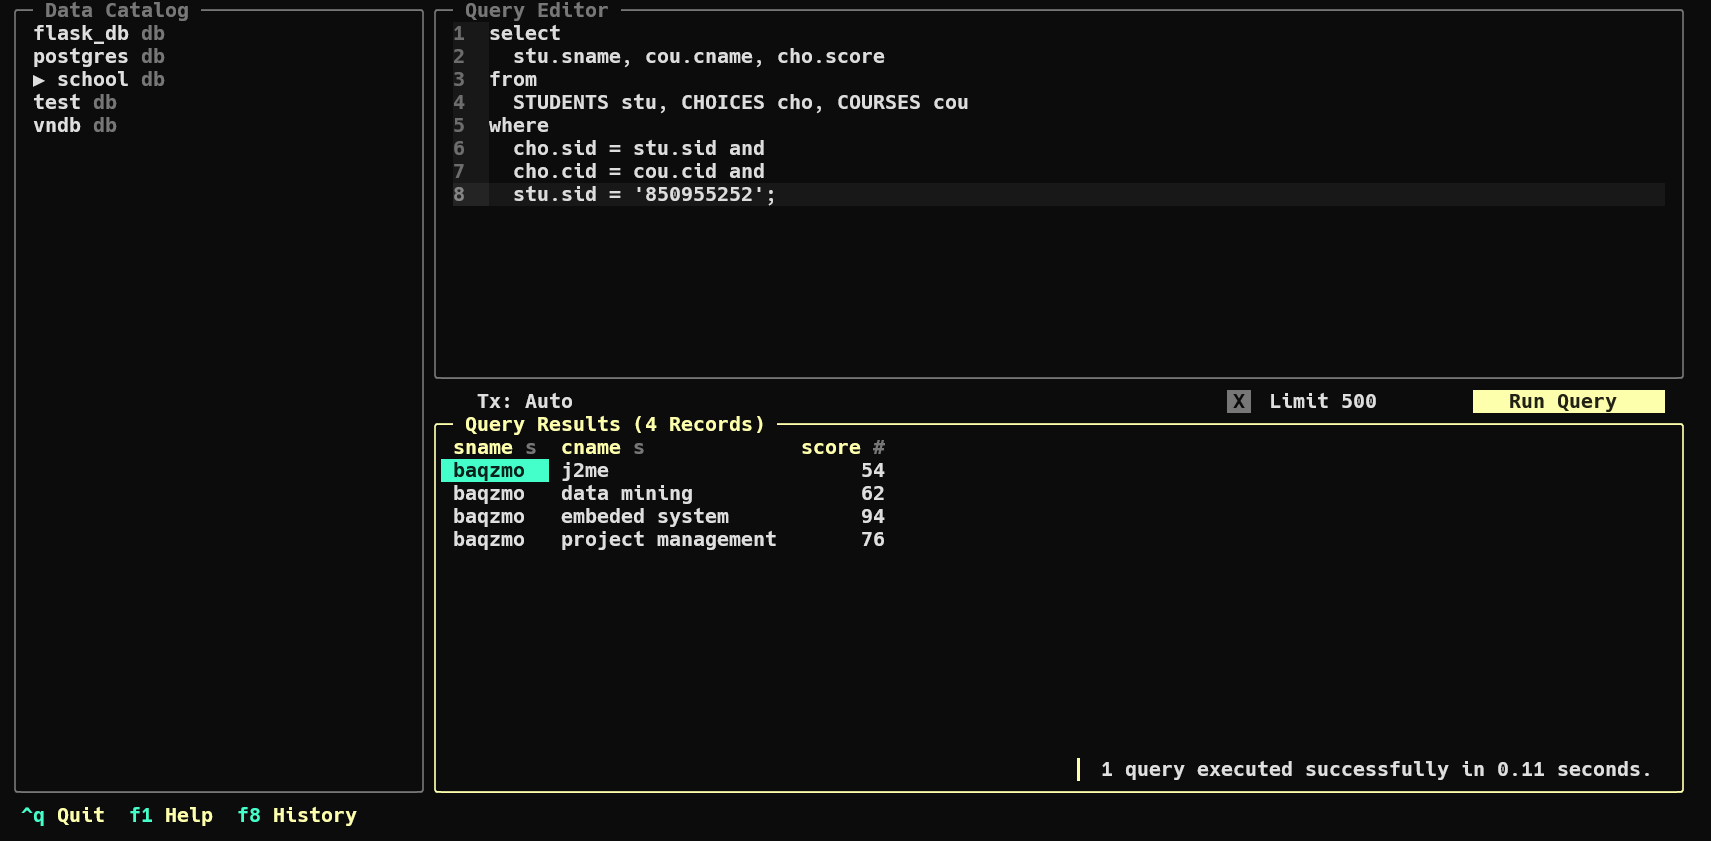 Data Catalog
flask_db db
postgres db
▶ school db
test db
vndb db
Query Editor
1 select
2   stu.sname, cou.cname, cho.score
3 from
4   STUDENTS stu, CHOICES cho, COURSES cou
5 where
6   cho.sid = stu.sid and
7   cho.cid = cou.cid and
8   stu.sid = '850955252';
Tx: Auto X Limit 500 Run Query
Query Results (4 Records)
sname s cname s score #
baqzmo j2me 54
baqzmo data mining 62
baqzmo embeded system 94
baqzmo project management 76
1 query executed successfully in 0.11 seconds.
^q Quit f1 Help f8 History